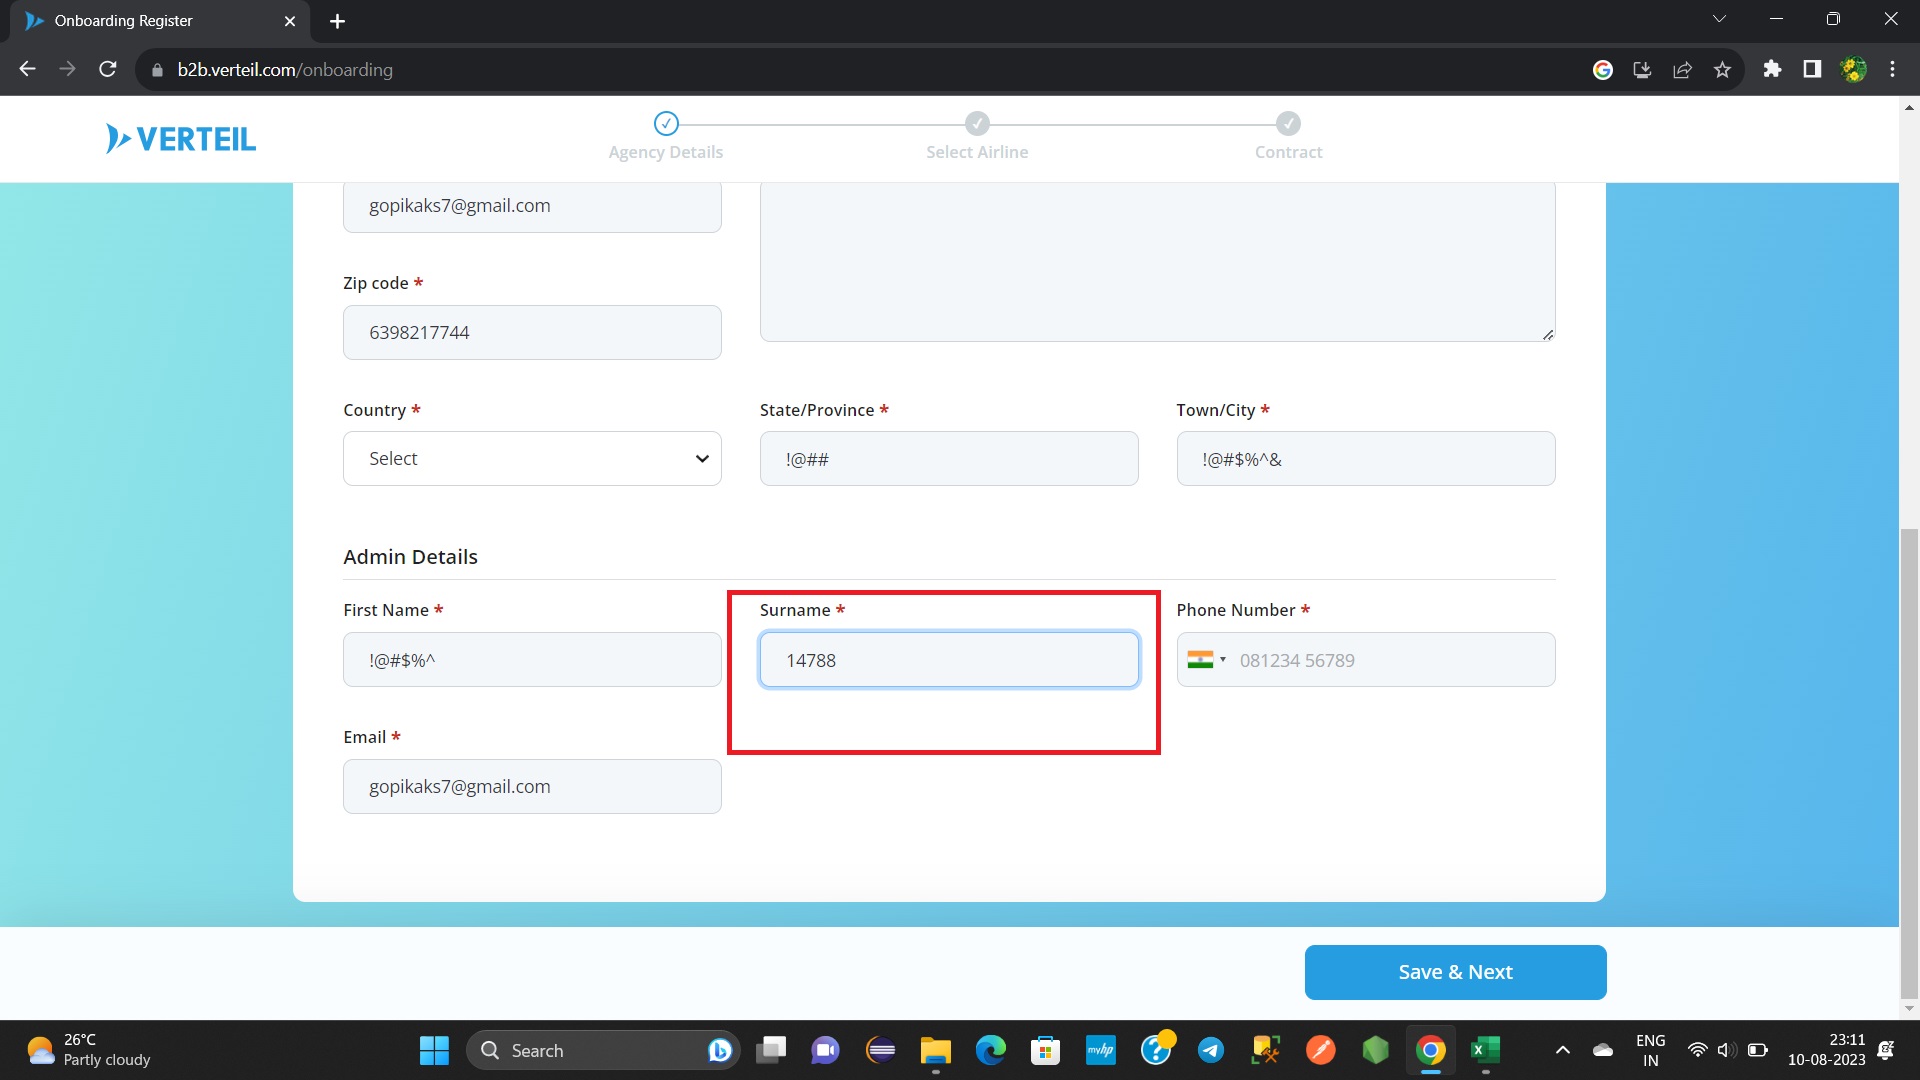 Onboarding Register
b2b.verteil.com/onboarding
VERTEIL
Agency Details
Select Airline
Contract
gopikaks7@gmail.com
Zip code *
6398217744
Country *
State/Province *
Town/City *
Select
!@##
!@#$%^&
Admin Details
First Name *
Surname *
Phone Number *
!@#$%^
14788
081234 56789
Email *
gopikaks7@gmail.com
Save & Next
26°C
Partly cloudy
Search
myhp
ENG
IN
23:11
10-08-2023